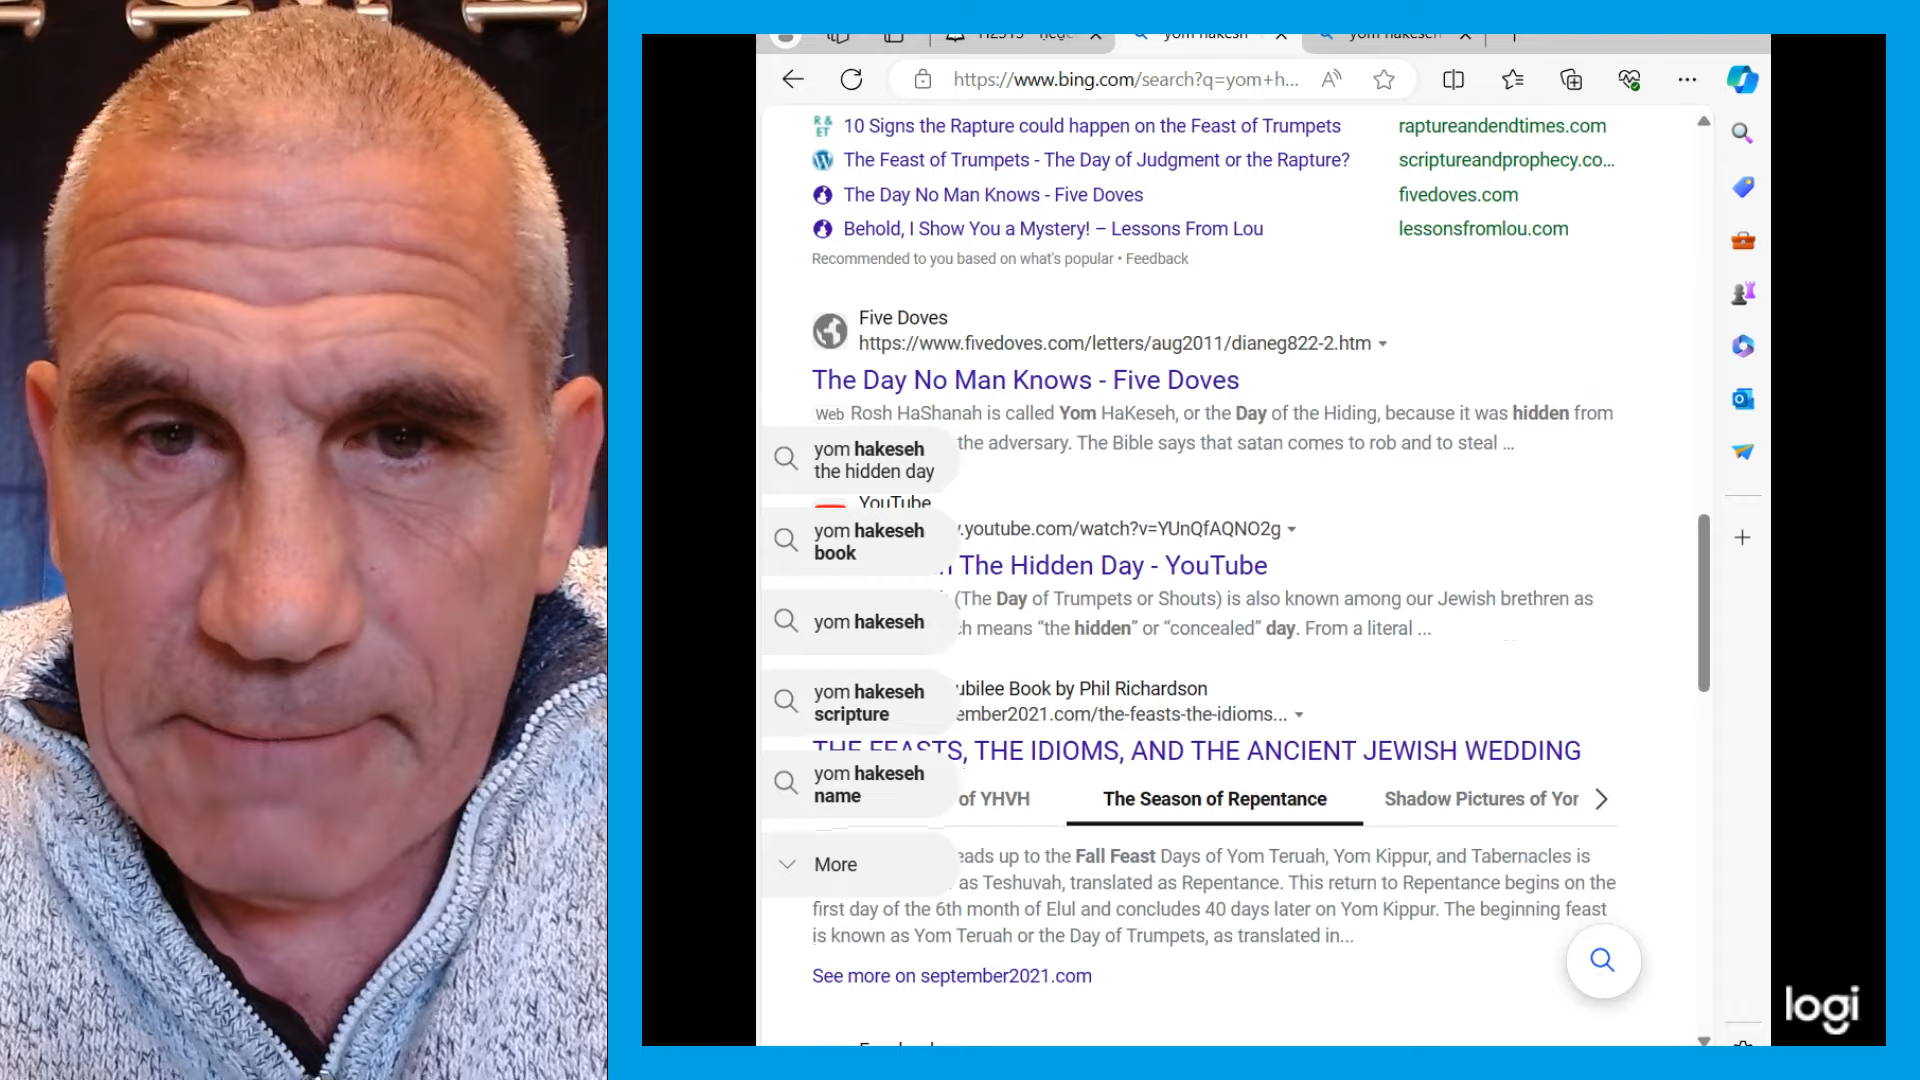 https://www.bing.com/search?q=yom+h...
10 Signs the Rapture could happen on the Feast of Trumpets raptureandendtimes.com
The Feast of Trumpets - The Day of Judgment or the Rapture? scriptureandprophecy.co...
The Day No Man Knows - Five Doves fivedoves.com
Behold, I Show You a Mystery! – Lessons From Lou lessonsfromlou.com
Recommended to you based on what's popular • Feedback
Five Doves
https://www.fivedoves.com/letters/aug2011/dianeg822-2.htm
The Day No Man Knows - Five Doves
Web Rosh HaShanah is called Yom HaKeseh, or the Day of the Hiding, because it was hidden from
the adversary. The Bible says that satan comes to rob and to steal ...
yom hakeseh
the hidden day
YouTube
.youtube.com/watch?v=YUnQfAQNO2g
yom hakeseh
book
The Hidden Day - YouTube
(The Day of Trumpets or Shouts) is also known among our Jewish brethren as
means “the hidden” or “concealed” day. From a literal ...
yom hakeseh
ubilee Book by Phil Richardson
ember2021.com/the-feasts-the-idioms...
yom hakeseh
scripture
THE FEASTS, THE IDIOMS, AND THE ANCIENT JEWISH WEDDING
yom hakeseh
name
of YHVH The Season of Repentance Shadow Pictures of Yor
More
eads up to the Fall Feast Days of Yom Teruah, Yom Kippur, and Tabernacles is
as Teshuvah, translated as Repentance. This return to Repentance begins on the
first day of the 6th month of Elul and concludes 40 days later on Yom Kippur. The beginning feast
is known as Yom Teruah or the Day of Trumpets, as translated in...
See more on september2021.com
logi